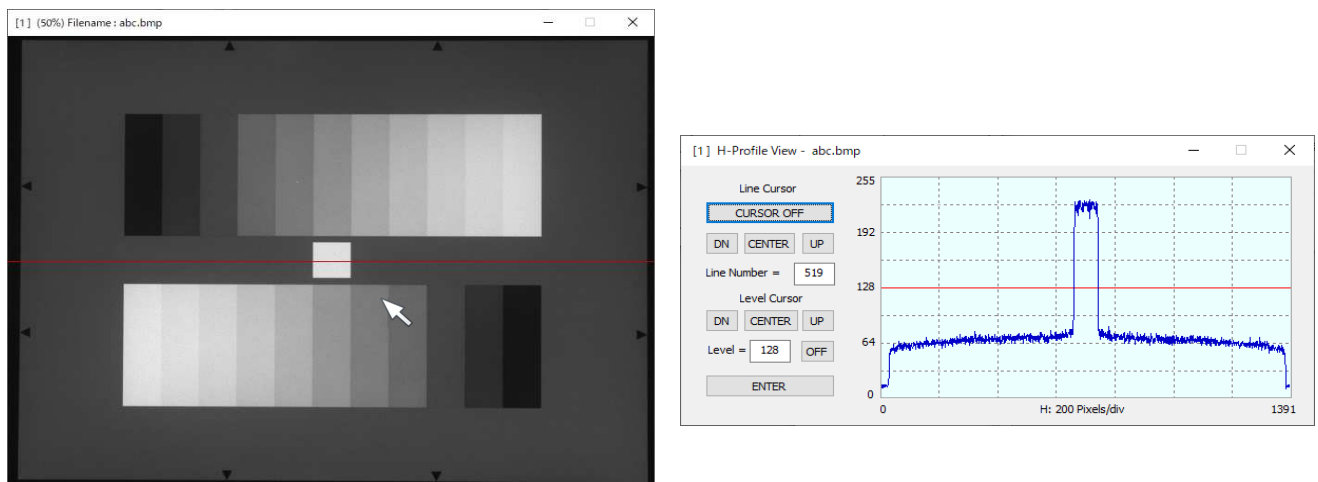 [1] (50%) Filename : abc.bmp
[1] H-Profile View - abc.bmp
Line Cursor
CURSOR OFF
DN CENTER UP
Line Number = 519
Level Cursor
DN CENTER UP
Level = 128 OFF
ENTER
255
192
128
64
0
0 H: 200 Pixels/div 1391